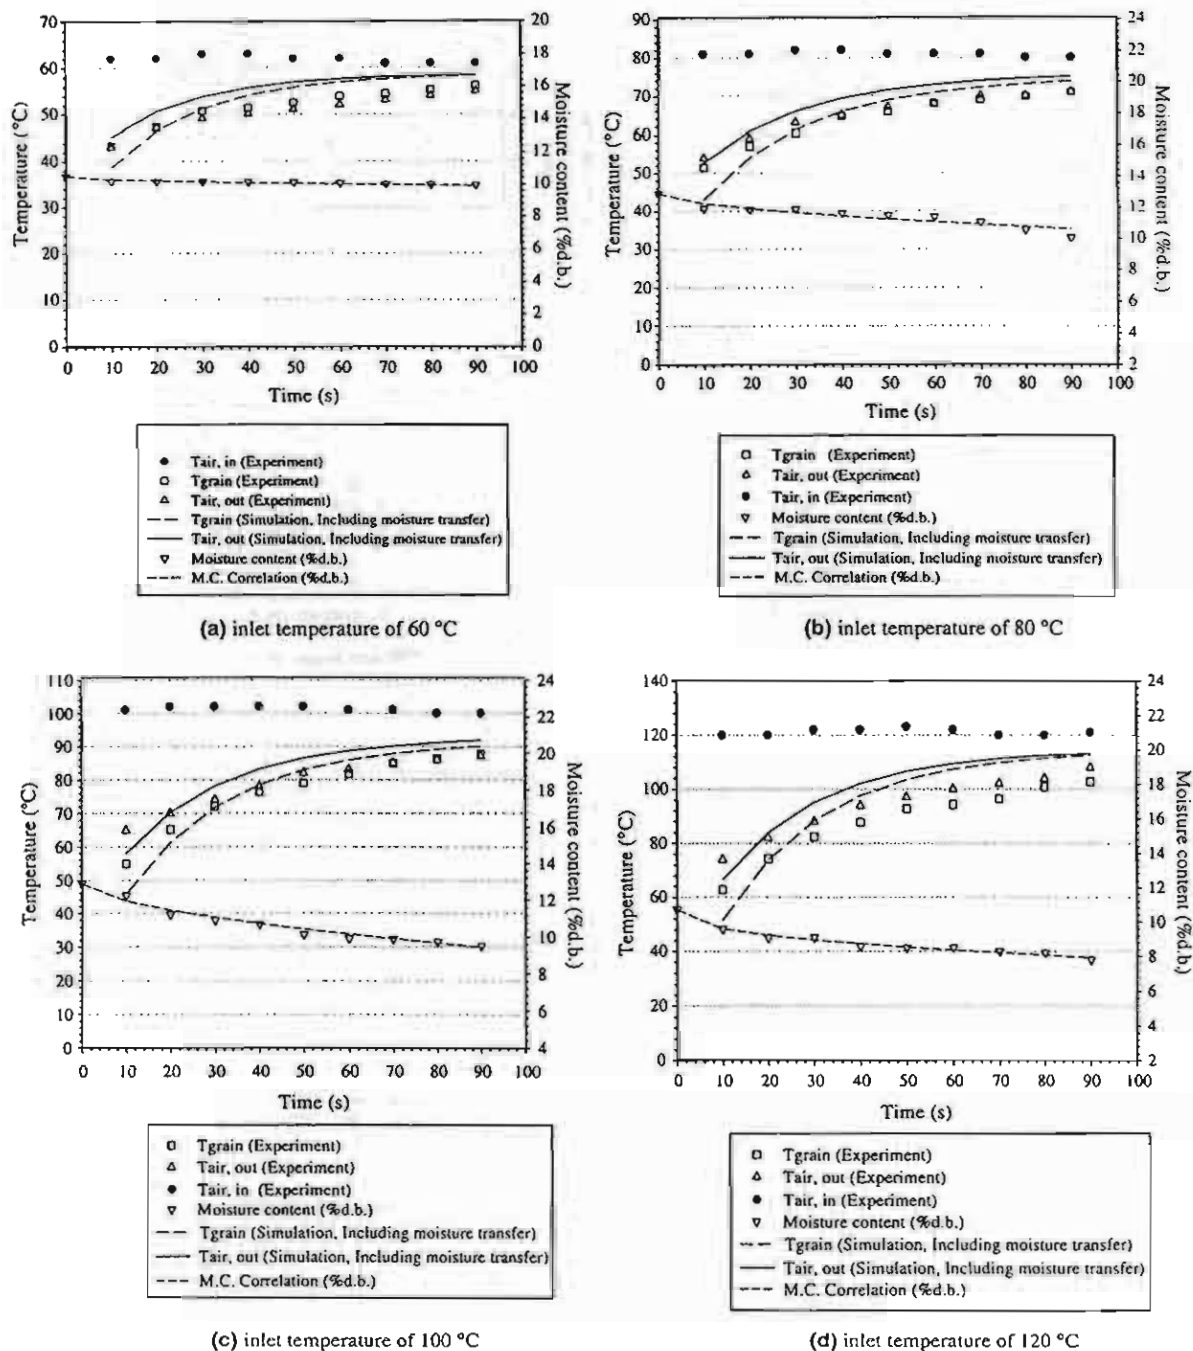 70
60
50
40
30
20
10
0
Temperature (°C)
20
18
16
14
12
10
8
6
4
2
0
Moisture content (%d.b.)
0 10 20 30 40 50 60 70 80 90 100
Time (s)
Tair, in (Experiment)
Tgrain (Experiment)
Tair, out (Experiment)
Tgrain (Simulation, Including moisture transfer)
Tair, out (Simulation, Including moisture transfer)
Moisture content (%d.b.)
M.C. Correlation (%d.b.)
(a) inlet temperature of 60 °C
90
80
70
60
50
40
30
20
10
0
Temperature (°C)
24
22
20
18
16
14
12
10
8
6
4
2
Moisture content (%d.b.)
0 10 20 30 40 50 60 70 80 90 100
Time (s)
Tgrain (Experiment)
Tair, out (Experiment)
Tair, in (Experiment)
Moisture content (%d.b.)
Tgrain (Simulation, Including moisture transfer)
Tair, out (Simulation, Including moisture transfer)
M.C. Correlation (%d.b.)
(b) inlet temperature of 80 °C
110
100
90
80
70
60
50
40
30
20
10
0
Temperature (°C)
24
22
20
18
16
14
12
10
8
6
4
Moisture content (%d.b.)
0 10 20 30 40 50 60 70 80 90 100
Time (s)
Tgrain (Experiment)
Tair, out (Experiment)
Tair, in (Experiment)
Moisture content (%d.b.)
Tgrain (Simulation, Including moisture transfer)
Tair, out (Simulation, Including moisture transfer)
M.C. Correlation (%d.b.)
(c) inlet temperature of 100 °C
140
120
100
80
60
40
20
0
Temperature (°C)
24
22
20
18
16
14
12
10
8
6
4
2
Moisture content (%d.b.)
0 10 20 30 40 50 60 70 80 90 100
Time (s)
Tgrain (Experiment)
Tair, out (Experiment)
Tair, in (Experiment)
Moisture content (%d.b.)
Tgrain (Simulation, Including moisture transfer)
Tair, out (Simulation, Including moisture transfer)
M.C. Correlation (%d.b.)
(d) inlet temperature of 120 °C